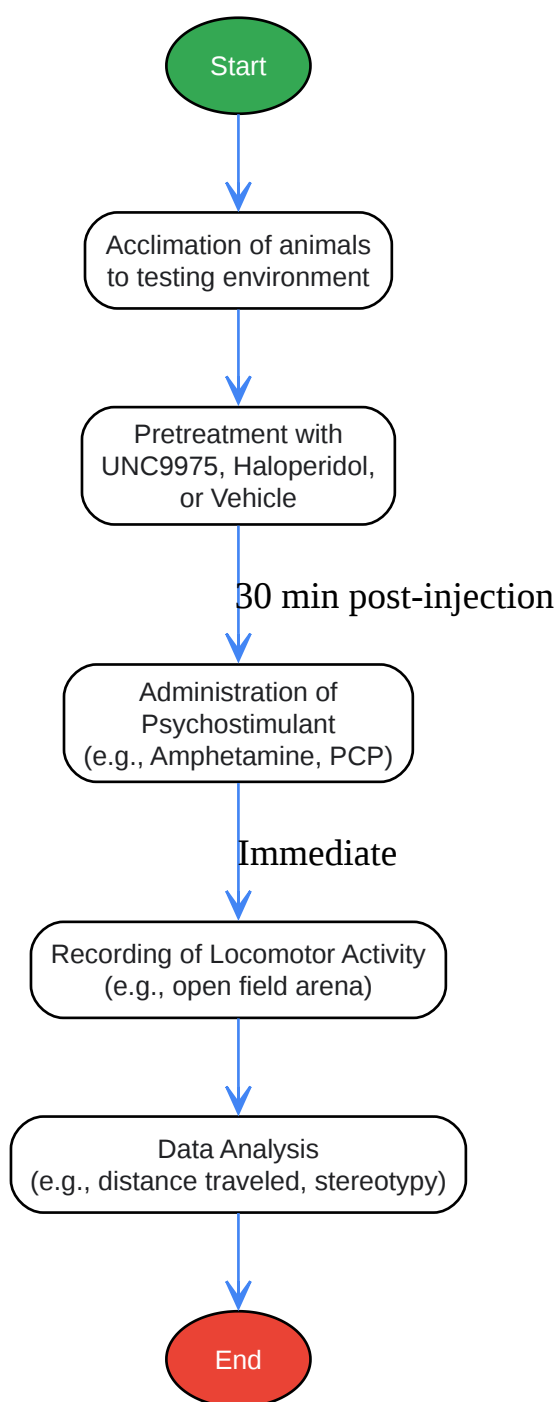 Start
Acclimation of animals
to testing environment
Pretreatment with
UNC9975, Haloperidol,
or Vehicle
30 min post-injection
Administration of
Psychostimulant
(e.g., Amphetamine, PCP)
Immediate
Recording of Locomotor Activity
(e.g., open field arena)
Data Analysis
(e.g., distance traveled, stereotypy)
End